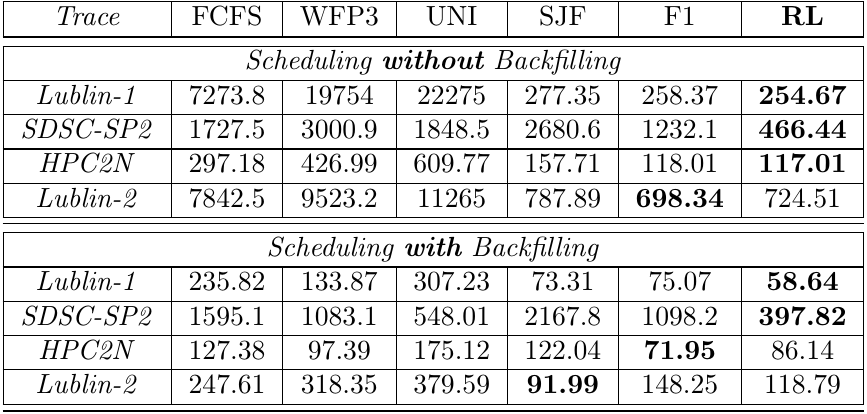 Trace FCFS WFP3 UNI SJF F1 RL
Scheduling without Backfilling
Lublin-1 7273.8 19754 22275 277.35 258.37 254.67
SDSC-SP2 1727.5 3000.9 1848.5 2680.6 1232.1 466.44
HPC2N 297.18 426.99 609.77 157.71 118.01 117.01
Lublin-2 7842.5 9523.2 11265 787.89 698.34 724.51
Scheduling with Backfilling
Lublin-1 235.82 133.87 307.23 73.31 75.07 58.64
SDSC-SP2 1595.1 1083.1 548.01 2167.8 1098.2 397.82
HPC2N 127.38 97.39 175.12 122.04 71.95 86.14
Lublin-2 247.61 318.35 379.59 91.99 148.25 118.79